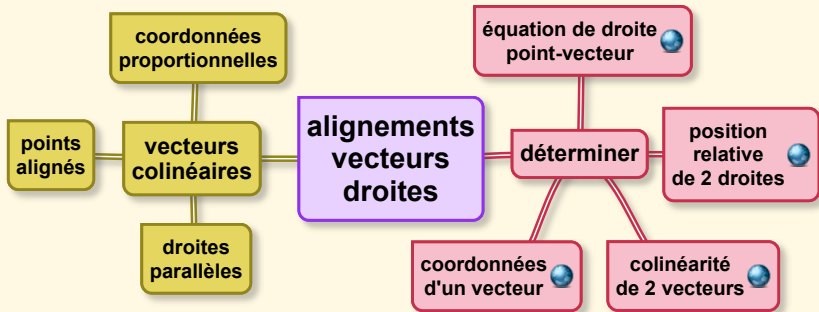 coordonnées
proportionnelles
points
alignés
vecteurs
colinéaires
droites
parallèles
alignements
vecteurs
droites
équation de droite
point-vecteur
déterminer
position
relative
de 2 droites
coordonnées
d'un vecteur
colinéarité
de 2 vecteurs